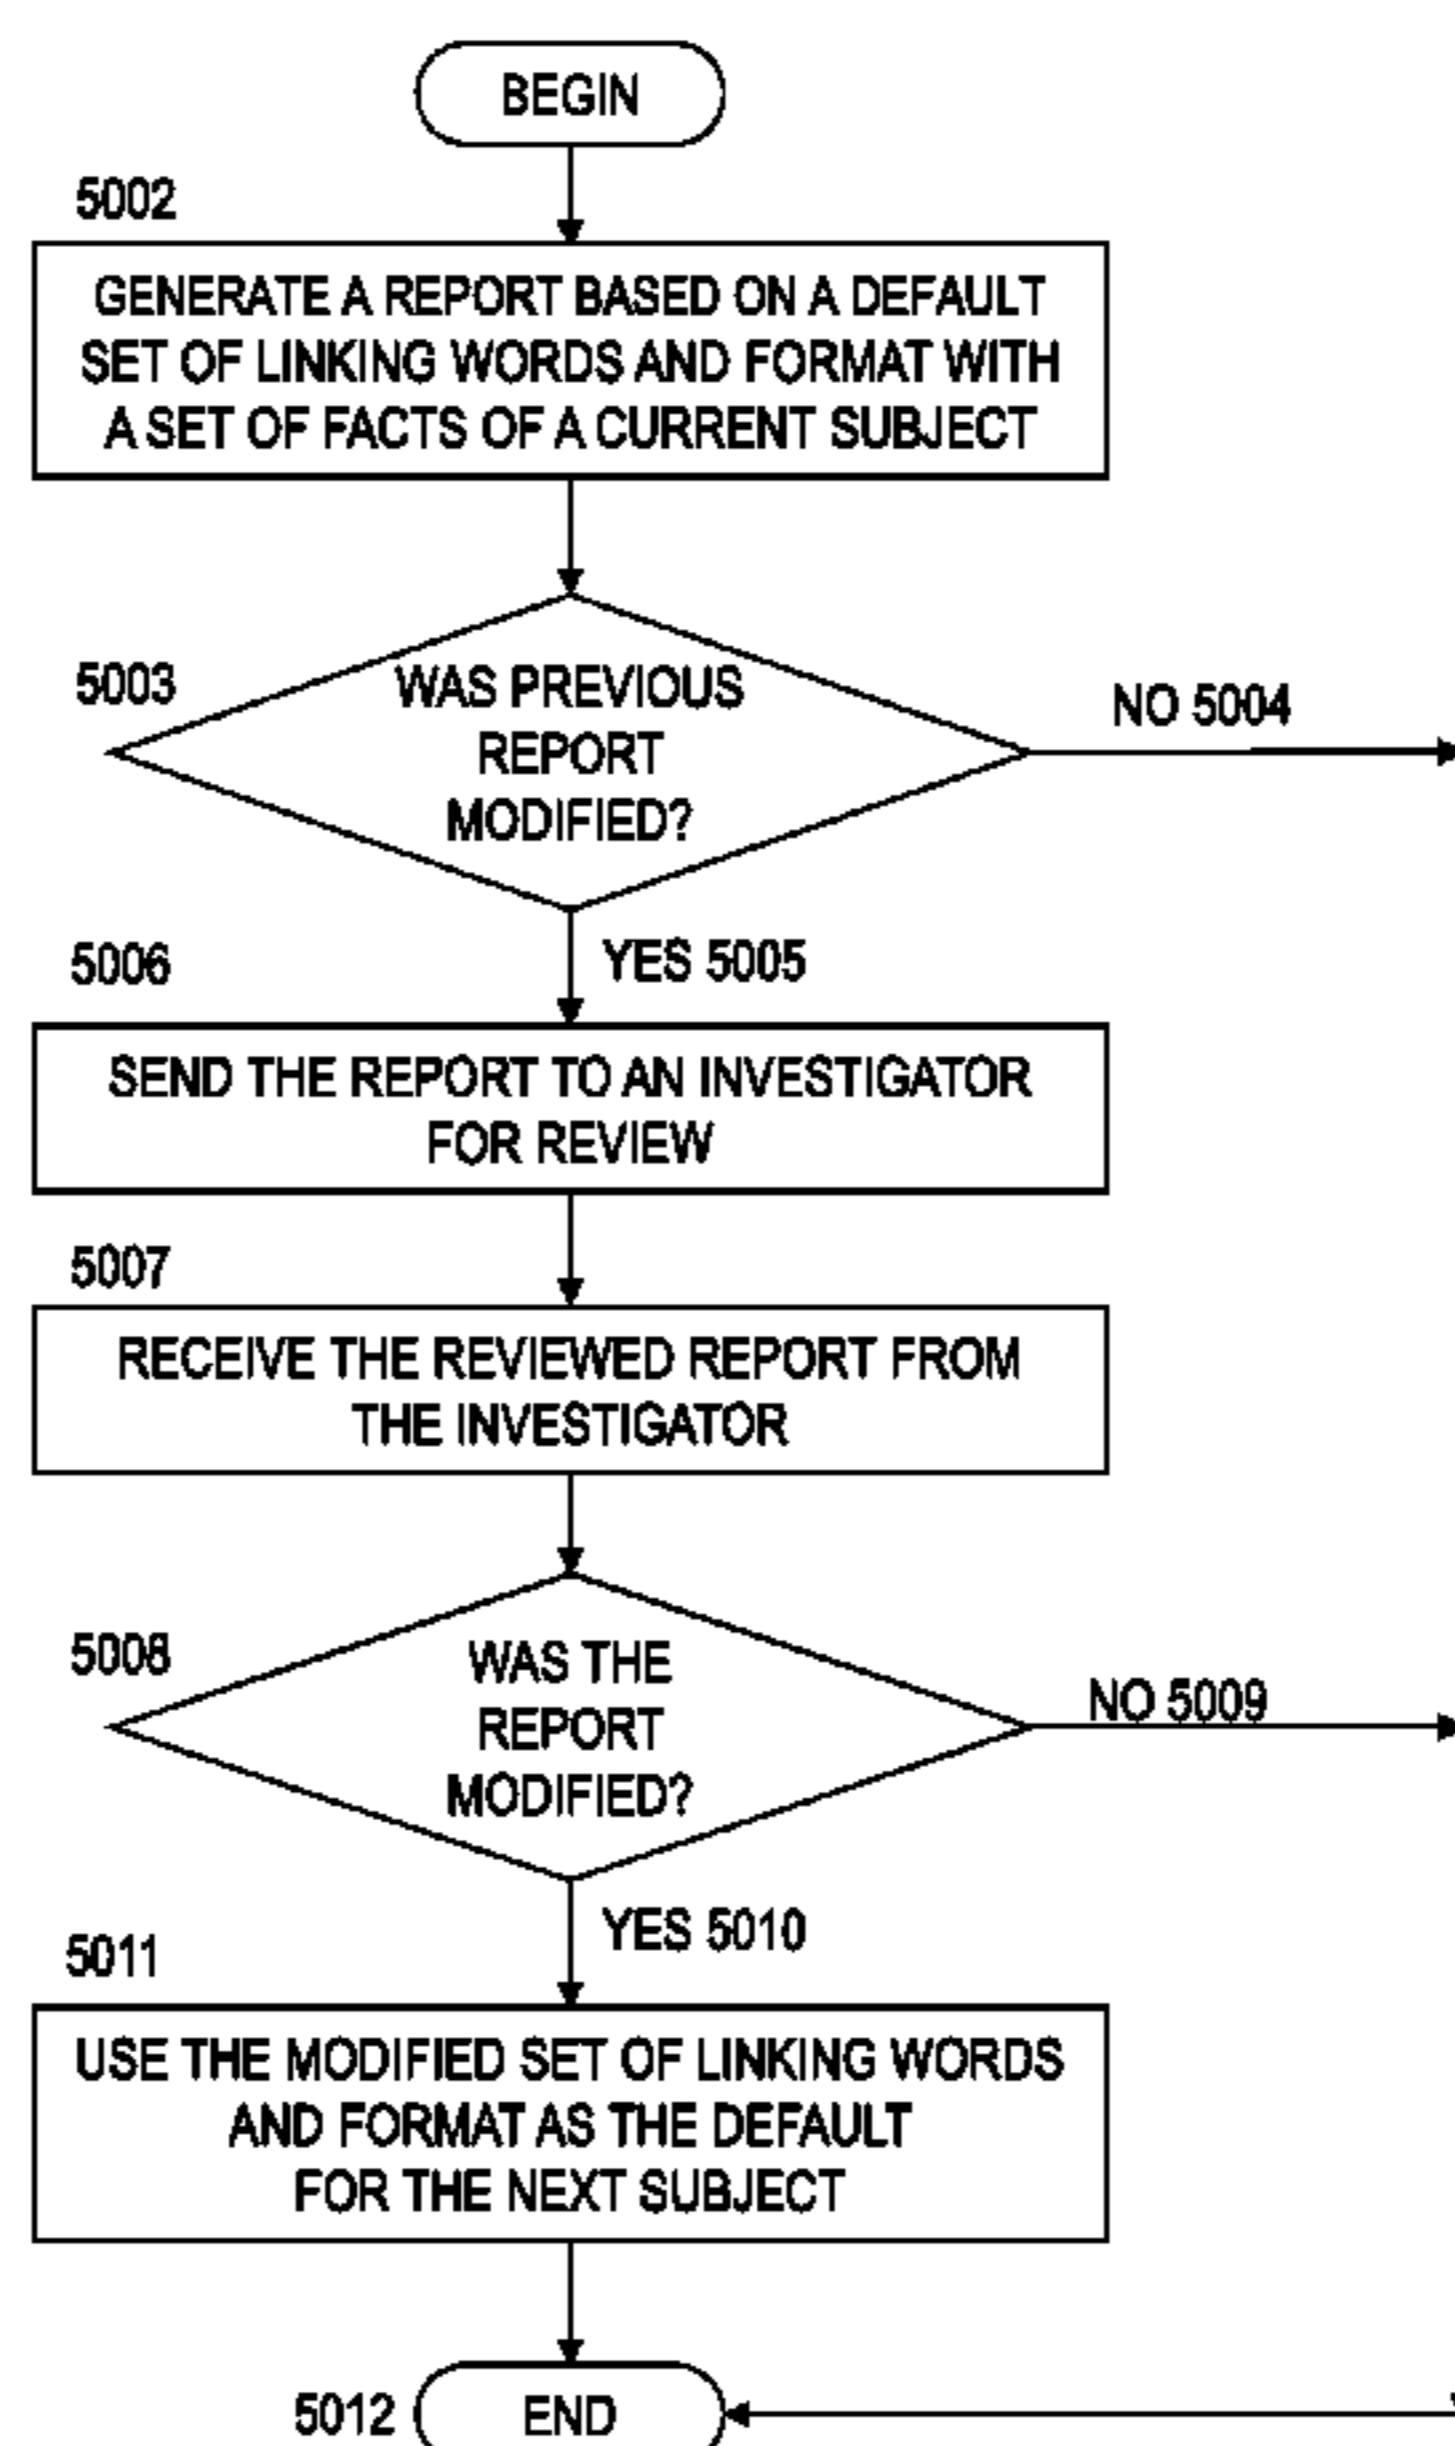 BEGIN
5002
GENERATE A REPORT BASED ON A DEFAULT
SET OF LINKING WORDS AND FORMAT WITH
A SET OF FACTS OF A CURRENT SUBJECT
5003
WAS PREVIOUS
REPORT
MODIFIED?
NO 5004
YES 5005
5006
SEND THE REPORT TO AN INVESTIGATOR
FOR REVIEW
5007
RECEIVE THE REVIEWED REPORT FROM
THE INVESTIGATOR
5008
WAS THE
REPORT
MODIFIED?
NO 5009
YES 5010
5011
USE THE MODIFIED SET OF LINKING WORDS
AND FORMAT AS THE DEFAULT
FOR THE NEXT SUBJECT
5012
END